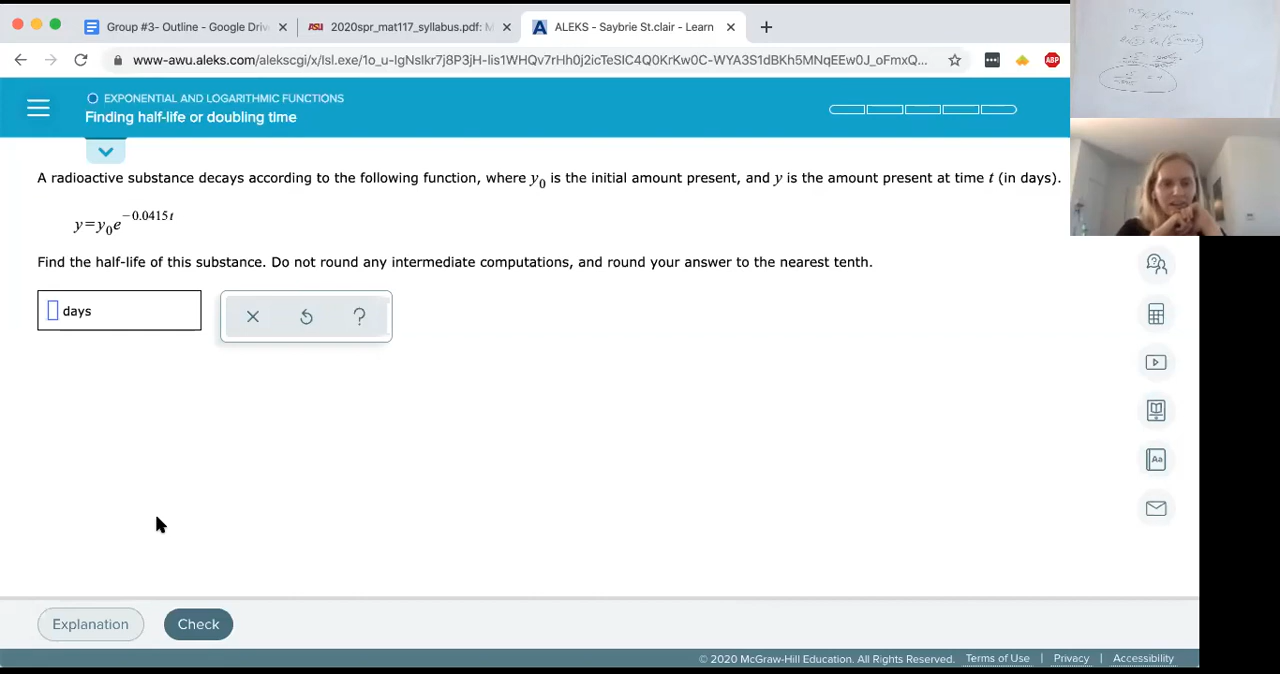 Group #3- Outline - Google Driv
2020spr_mat117_syllabus.pdf: M
ALEKS - Saybrie St.clair - Learn
www-awu.aleks.com/alekscgi/x/Isl.exe/1o_u-IgNsIkr7j8P3jH-Iis1WHQv7rHh0j2icTeSlC4Q0KrKw0C-WYA3S1dBKh5MNqEEw0J_oFmxQ...
ABP
EXPONENTIAL AND LOGARITHMIC FUNCTIONS
Finding half-life or doubling time
A radioactive substance decays according to the following function, where y₀ is the initial amount present, and y is the amount present at time t (in days).
y=y₀e^−0.0415t
Find the half-life of this substance. Do not round any intermediate computations, and round your answer to the nearest tenth.
days
Aa
Explanation
Check
© 2020 McGraw-Hill Education. All Rights Reserved. Terms of Use | Privacy | Accessibility